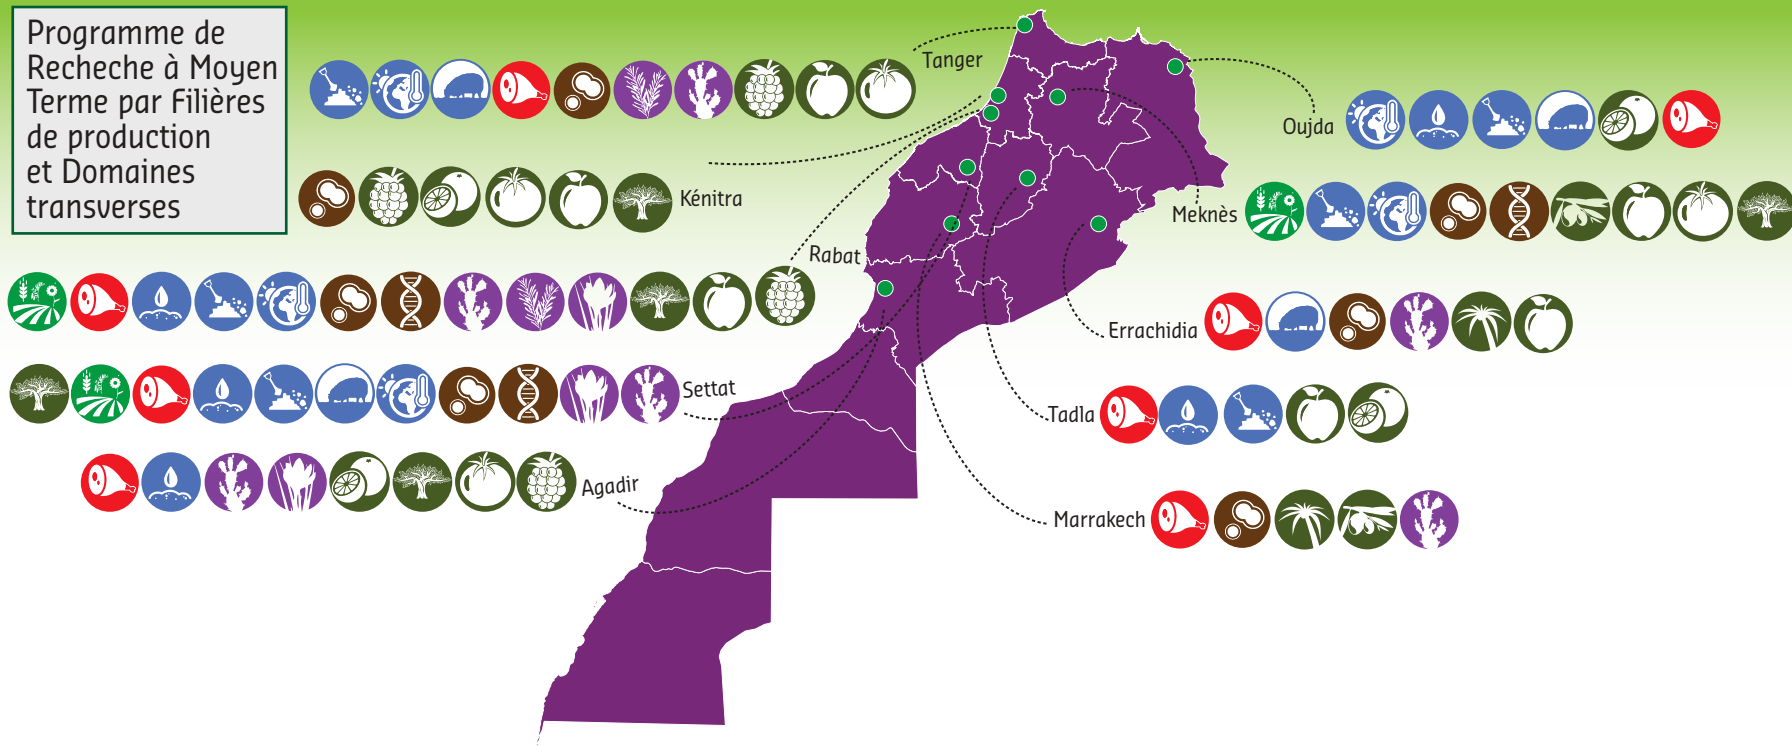 Programme de
Recheche à Moyen
Terme par Filières
de production
et Domaines
transverses
Tanger
Oujda
Kénitra
Meknès
Rabat
Errachidia
Settat
Tadla
Agadir
Marrakech